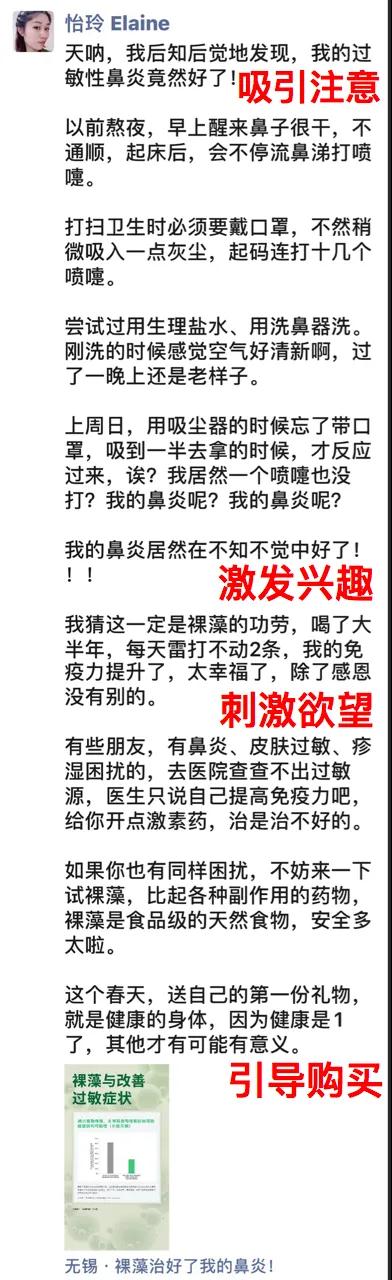 怡玲 Elaine
天呐，我后知后觉地发现，我的过
敏性鼻炎竟然好了！
吸引注意
以前熬夜，早上醒来鼻子很干，不
通顺，起床后，会不停流鼻涕打喷
嚏。
打扫卫生时必须要戴口罩，不然稍
微吸入一点灰尘，起码连打十几个
喷嚏。
尝试过用生理盐水、用洗鼻器洗。
刚洗的时候感觉空气好清新啊，过
了一晚上还是老样子。
上周日，用吸尘器的时候忘了带口
罩，吸到一半去拿的时候，才反应
过来，诶？我居然一个喷嚏也没
打？我的鼻炎呢？我的鼻炎呢？
我的鼻炎居然在不知不觉中好了！
！！
激发兴趣
我猜这一定是裸藻的功劳，喝了大
半年，每天雷打不动2条，我的免
疫力提升了，太幸福了，除了感恩
没有别的。
刺激欲望
有些朋友，有鼻炎、皮肤过敏、疹
湿困扰的，去医院查查不出过敏
源，医生只说自己提高免疫力吧，
给你开点激素药，治是治不好的。
如果你也有同样困扰，不妨来一下
试裸藻，比起各种副作用的药物，
裸藻是食品级的天然食物，安全多
太啦。
这个春天，送自己的第一份礼物，
就是健康的身体，因为健康是1
了，其他才有可能有意义。
引导购买
裸藻与改善
过敏症状
无锡·裸藻治好了我的鼻炎！